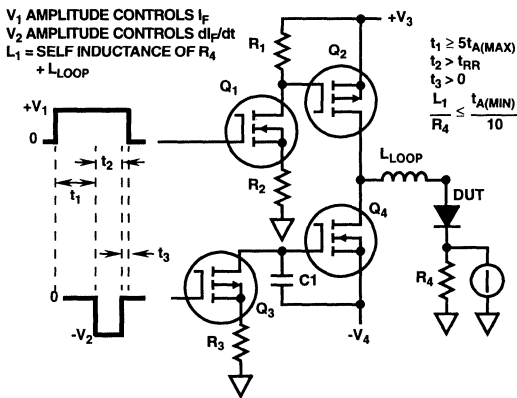 V1 AMPLITUDE CONTROLS IF
V2 AMPLITUDE CONTROLS dIF/dt
L1 = SELF INDUCTANCE OF R4
+ LLOOP
+V1
0
t2
t1
t3
0
-V2
R1
Q1
R2
Q2
+V3
t1 ≥ 5tA(MAX)
t2 > tRR
t3 > 0
L1/R4 ≤ tA(MIN)/10
LLOOP
DUT
Q4
R4
C1
Q3
R3
-V4